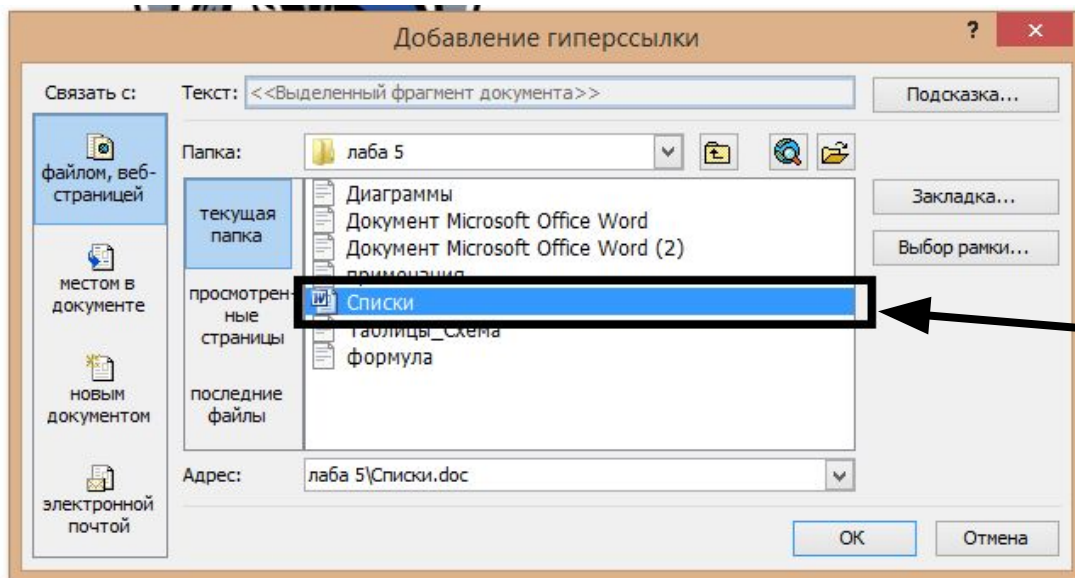 Добавление гиперссылки
?
×
Связать с:
файлом, веб-
страницей
местом в
документе
новым
документом
электронной
почтой
Текст: <<Выделенный фрагмент документа>>
Подсказка...
Папка: лаба 5
текущая
папка
просмотрен-
ные
страницы
последние
файлы
Диаграммы
Документ Microsoft Office Word
Документ Microsoft Office Word (2)
примечания
Списки
Таблицы_Схема
формула
Закладка...
Выбор рамки...
Адрес: лаба 5\Списки.doc
ОК
Отмена